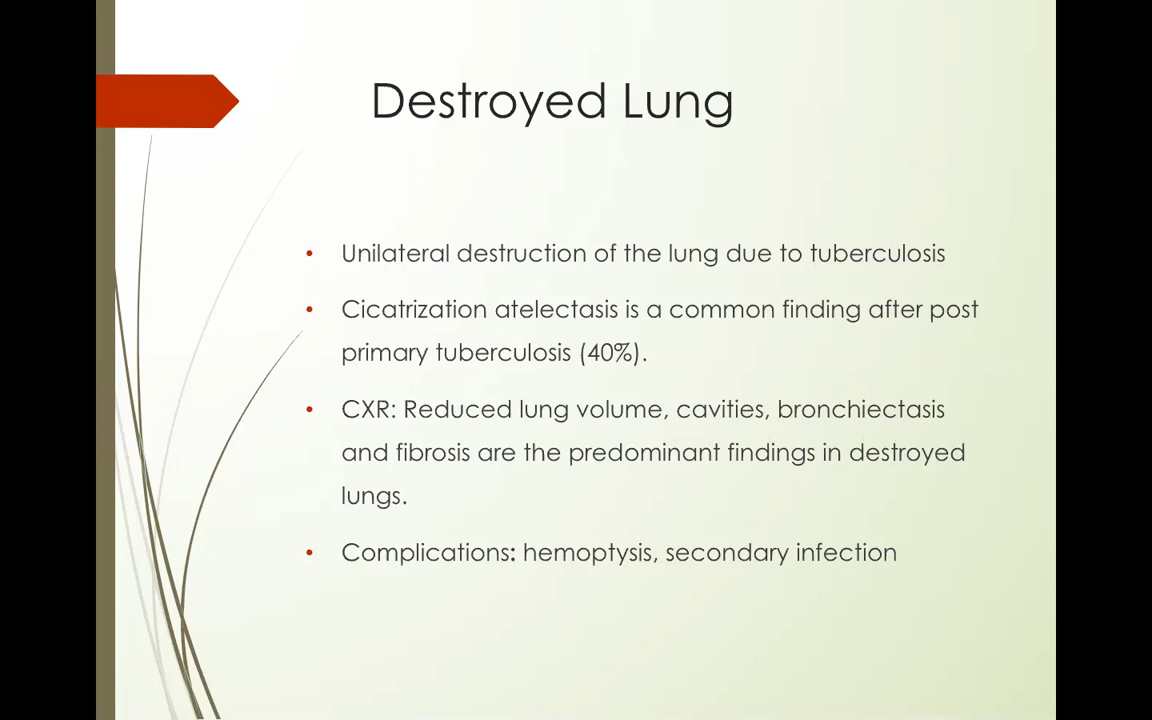 Destroyed Lung
• Unilateral destruction of the lung due to tuberculosis
• Cicatrization atelectasis is a common finding after post
primary tuberculosis (40%).
• CXR: Reduced lung volume, cavities, bronchiectasis
and fibrosis are the predominant findings in destroyed
lungs.
• Complications: hemoptysis, secondary infection